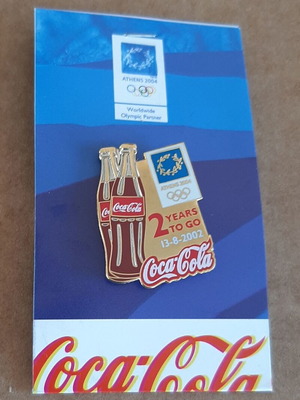 ATHENS 2004
Worldwide
Olympic Partner
ATHENS 2004
Coca-Cola
2 YEARS
TO GO
13-8-2002
Coca-Cola
Coca-Cola